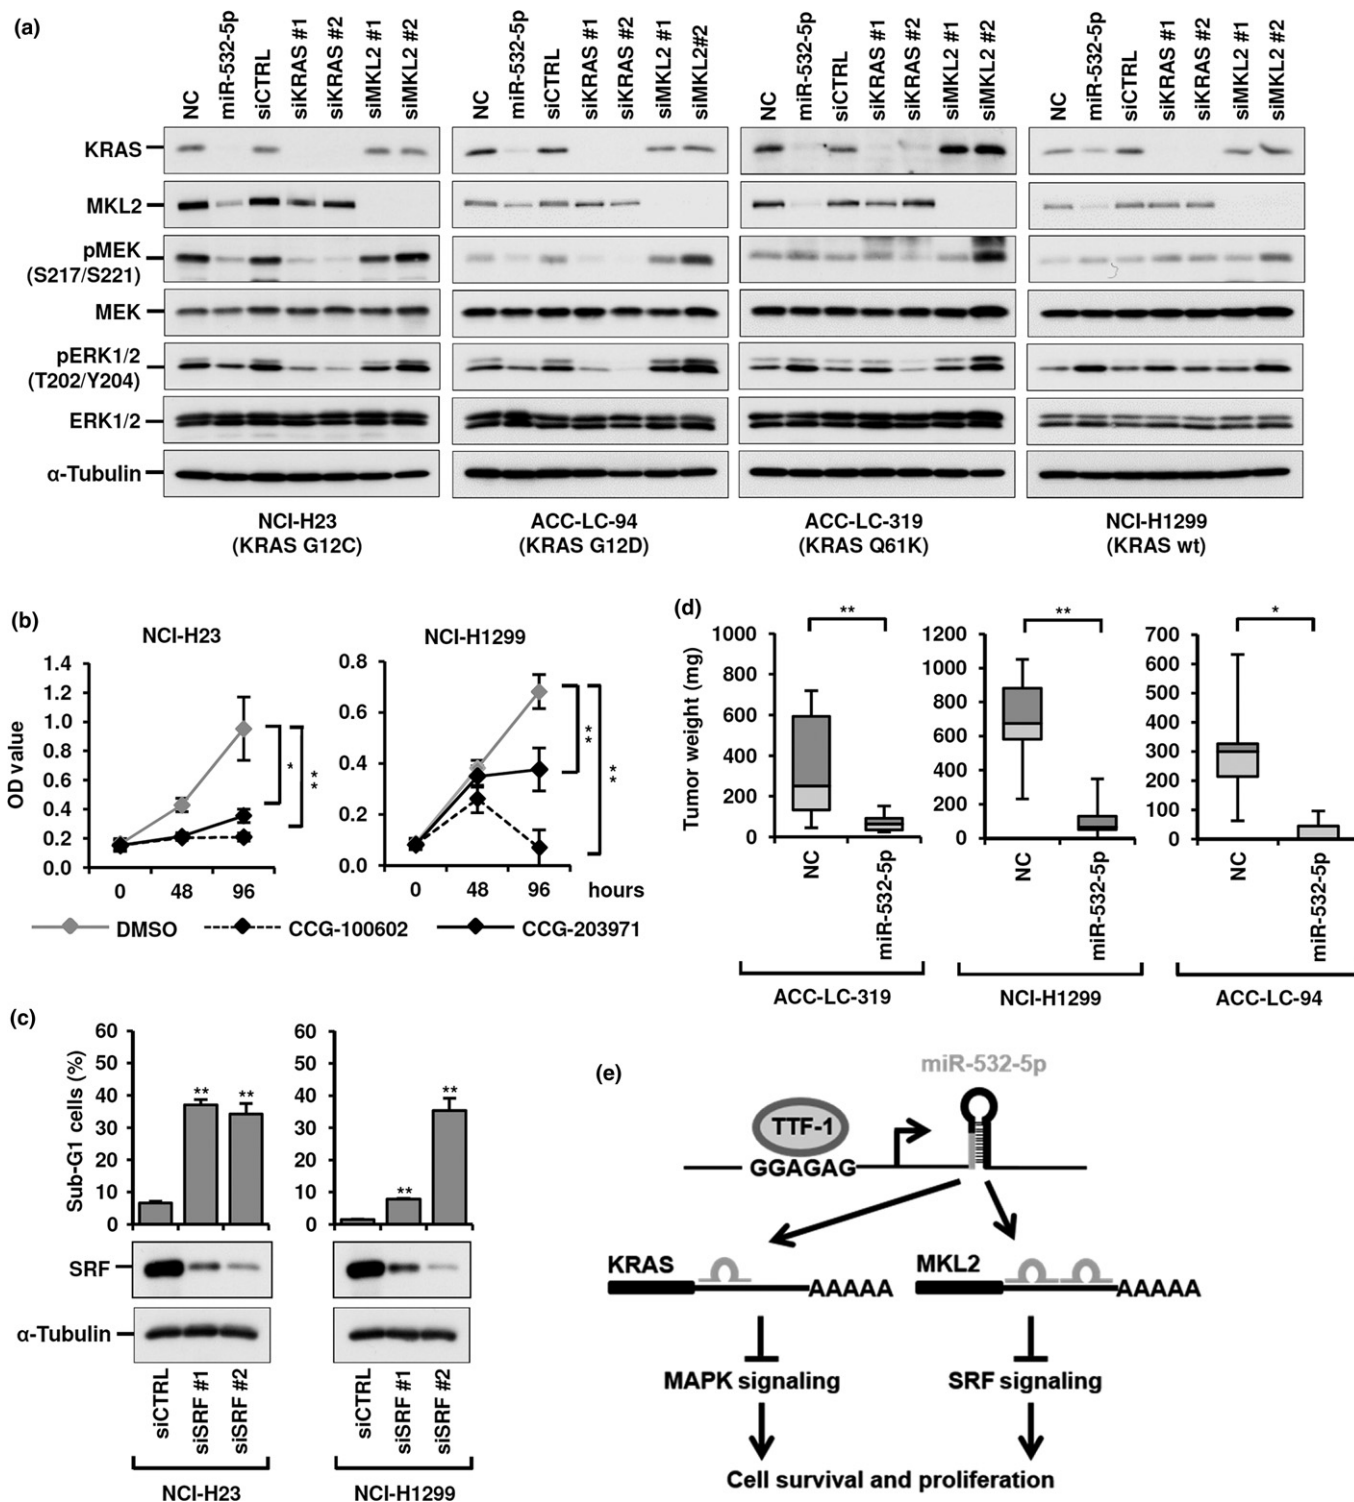 (a)
NC miR-532-5p siCTRL siKRAS #1 siKRAS #2 siMKL2 #1 siMKL2 #2
NC miR-532-5p siCTRL siKRAS #1 siKRAS #2 siMKL2 #1 siMKL2#2
NC miR-532-5p siCTRL siKRAS #1 siKRAS #2 siMKL2 #1 siMKL2 #2
NC miR-532-5p siCTRL siKRAS #1 siKRAS #2 siMKL2 #1 siMKL2 #2
KRAS
MKL2
pMEK
(S217/S221)
MEK
pERK1/2
(T202/Y204)
ERK1/2
α-Tubulin
NCI-H23
(KRAS G12C)
ACC-LC-94
(KRAS G12D)
ACC-LC-319
(KRAS Q61K)
NCI-H1299
(KRAS wt)
(b)
NCI-H23
OD value
1.4
1.2
1.0
0.8
0.6
0.4
0.2
0.0
0 48 96
*
**
NCI-H1299
0.8
0.6
0.4
0.2
0.0
0 48 96 hours
**
**
DMSO CCG-100602 CCG-203971
(c)
Sub-G1 cells (%)
60
50
40
30
20
10
0
** **
60
50
40
30
20
10
0
** **
SRF
α-Tubulin
siCTRL siSRF #1 siSRF #2
siCTRL siSRF #1 siSRF #2
NCI-H23
NCI-H1299
(d)
Tumor weight (mg)
1000
800
600
400
200
0
**
NC miR-532-5p
ACC-LC-319
1200
1000
800
600
400
200
0
**
NC miR-532-5p
NCI-H1299
700
600
500
400
300
200
100
0
*
NC miR-532-5p
ACC-LC-94
(e)
miR-532-5p
TTF-1
GGAGAG
KRAS
AAAAA
MKL2
AAAAA
MAPK signaling
SRF signaling
Cell survival and proliferation